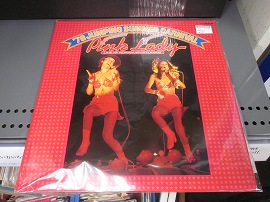 '78 JUMPING SUMMER CARNIVAL
Pink Lady